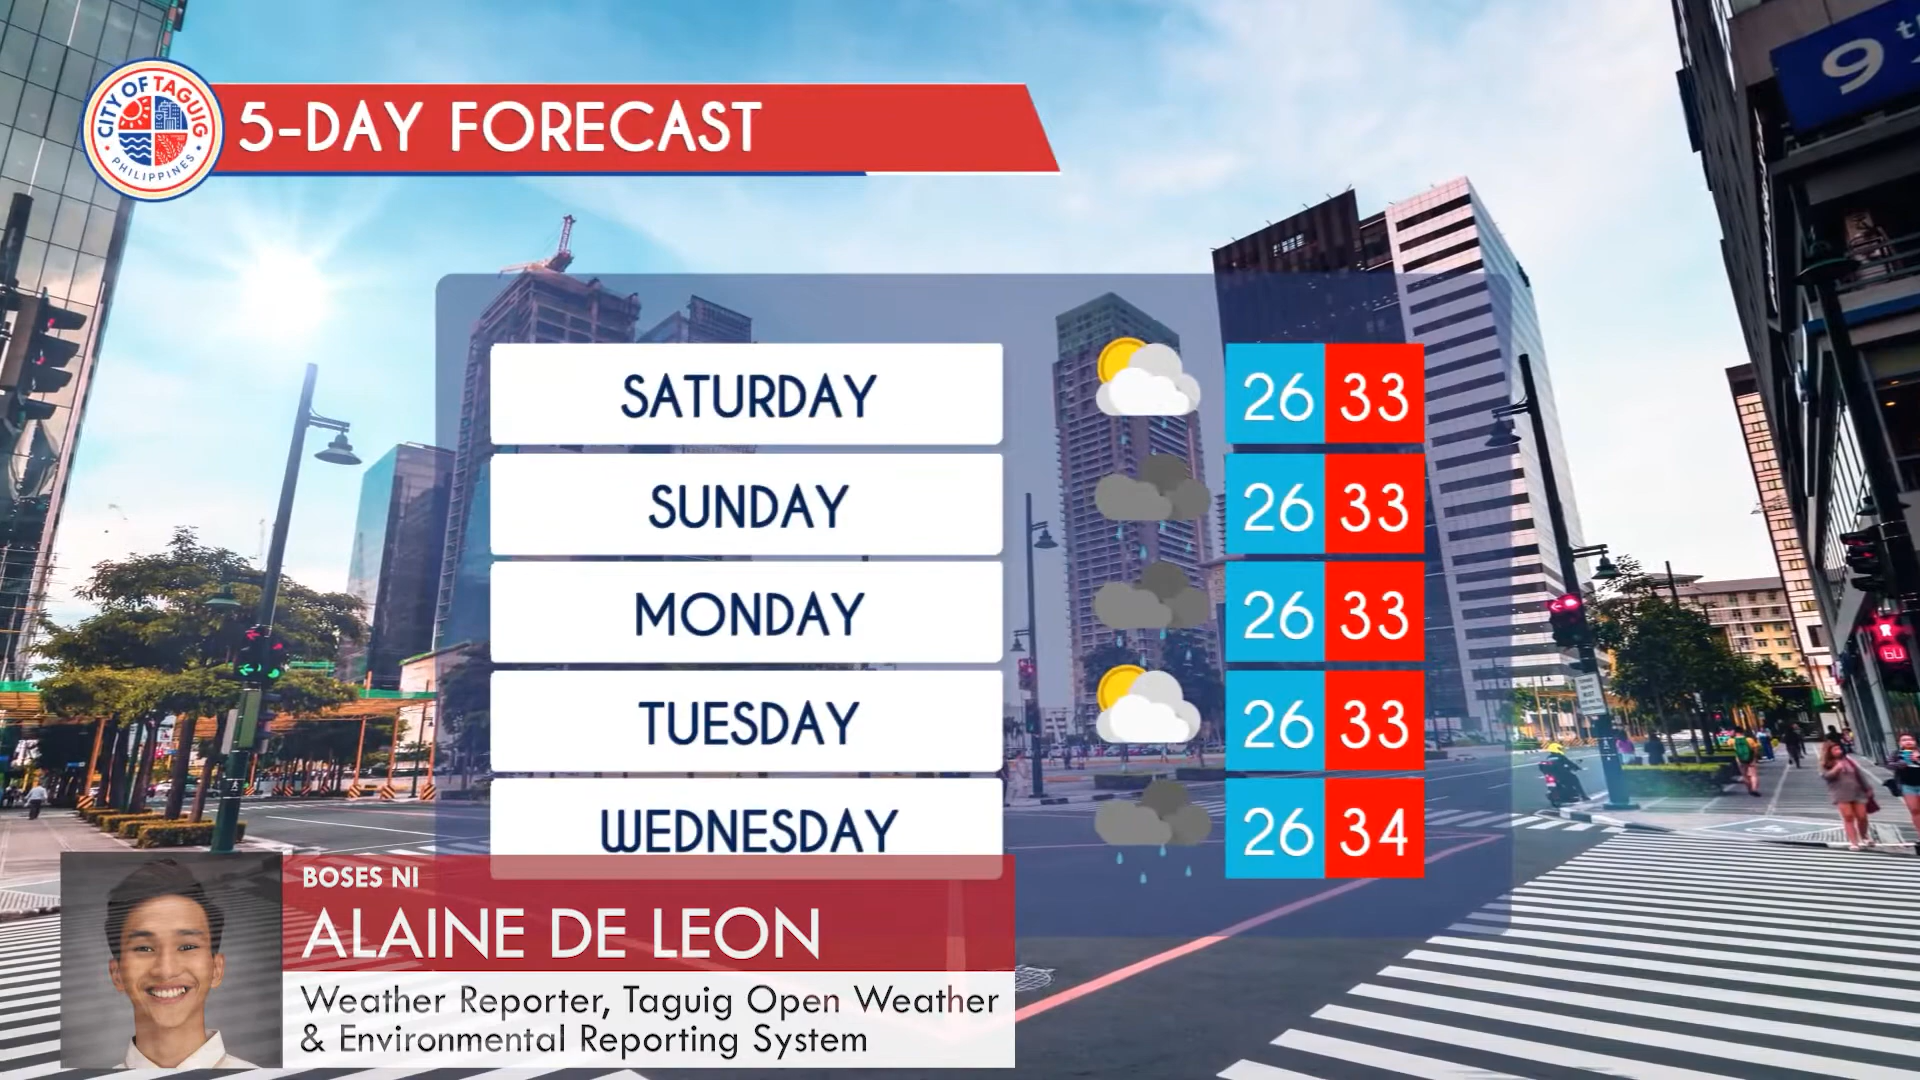 CITY OF TAGUIG
PHILIPPINES
5-DAY FORECAST
9th
SATURDAY 26 33
SUNDAY 26 33
MONDAY 26 33
TUESDAY 26 33
WEDNESDAY 26 34
BOSES NI
ALAINE DE LEON
Weather Reporter, Taguig Open Weather
& Environmental Reporting System